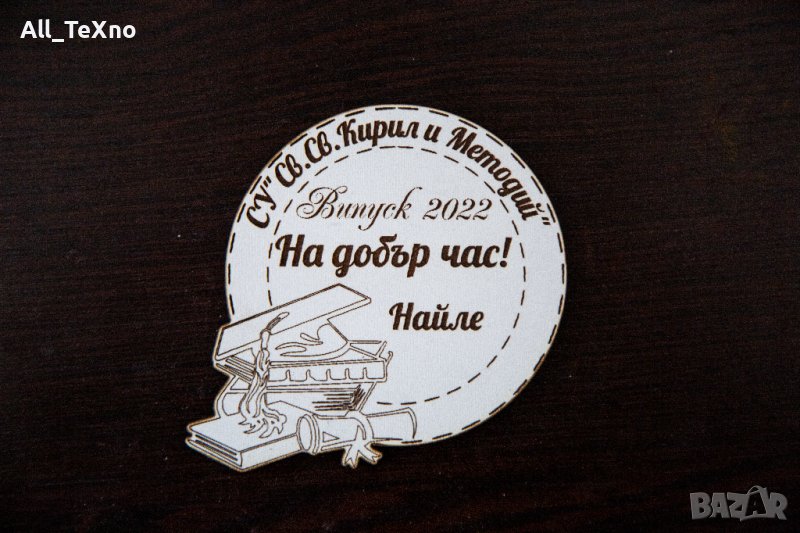 All_TeXno
СУ"Св.Св.Кирил и Методий"
Випуск 2022
На добър час!
Найле
BAZAR